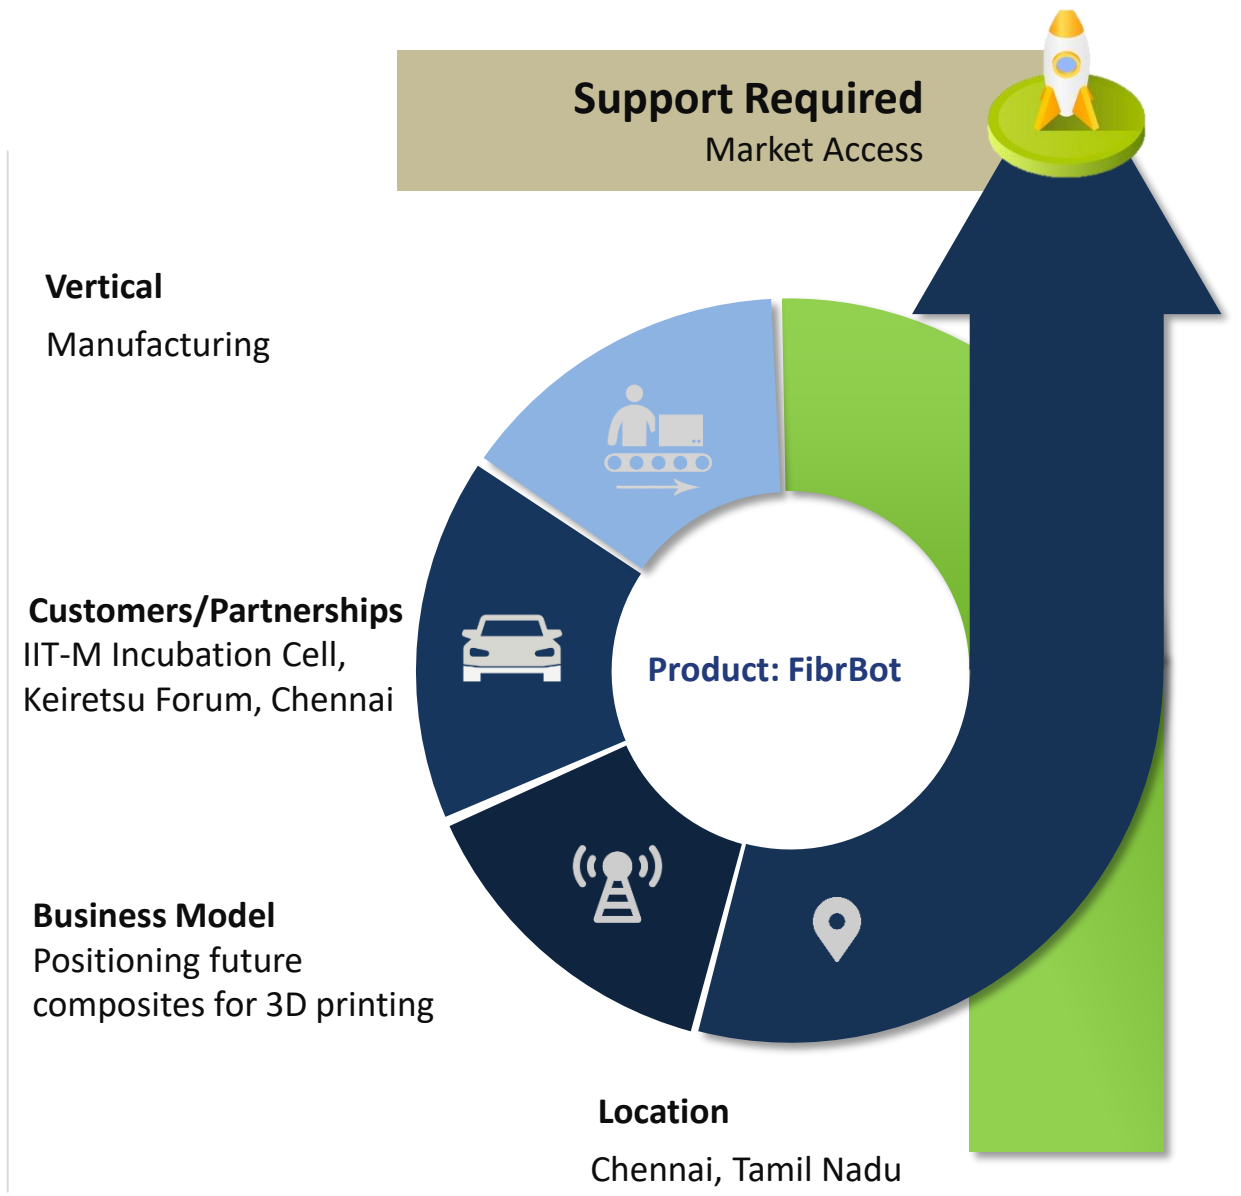 Support Required
Market Access
Vertical
Manufacturing
Customers/Partnerships
IIT-M Incubation Cell,
Keiretsu Forum, Chennai
Product: FibrBot
Business Model
Positioning future
composites for 3D printing
Location
Chennai, Tamil Nadu